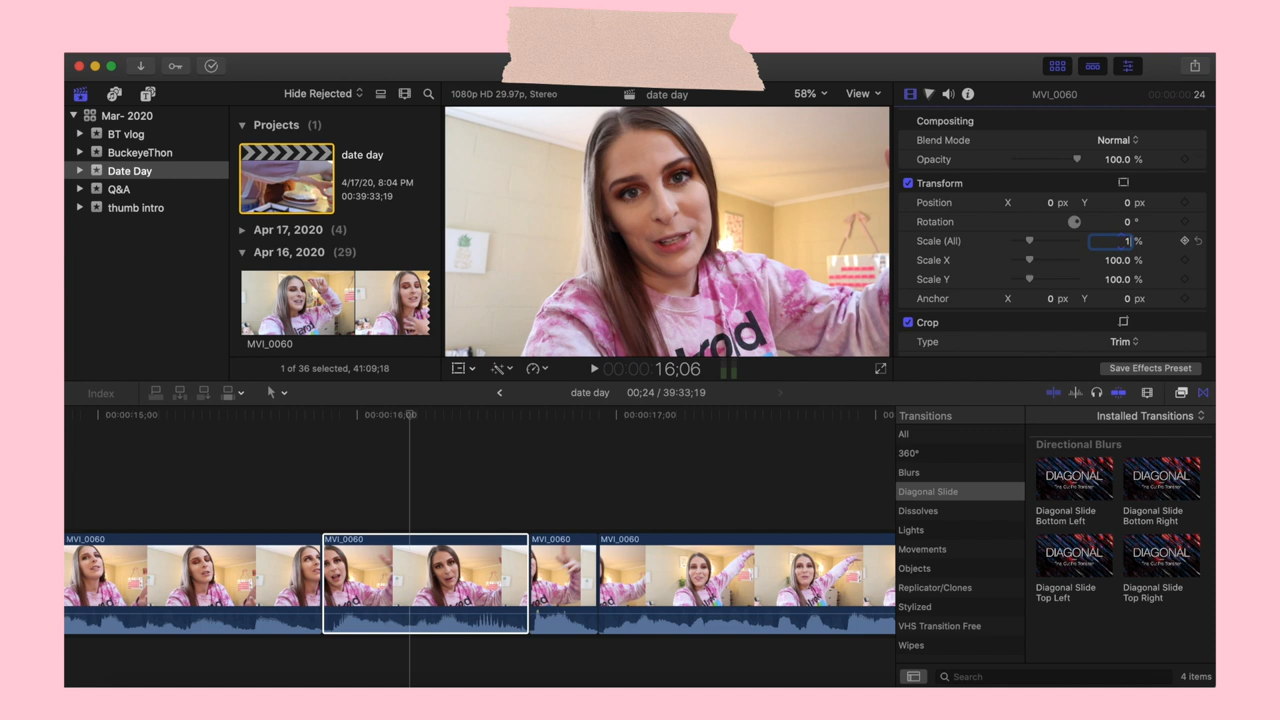 Hide Rejected
1080p HD 29.97p, Stereo
date day
58%
View
MVI_0060
00:00:00:00 24
Mar- 2020
BT vlog
BuckeyeThon
Date Day
Q&A
thumb intro
Projects (1)
date day
4/17/20, 8:04 PM
00:39:33;19
Apr 17, 2020 (4)
Apr 16, 2020 (29)
MVI_0060
1 of 36 selected, 41:09;18
00:00:16;06
Compositing
Blend Mode Normal
Opacity 100.0 %
Transform
Position X 0 px Y 0 px
Rotation 0 °
Scale (All) 1 %
Scale X 100.0 %
Scale Y 100.0 %
Anchor X 0 px Y 0 px
Crop
Type Trim
Save Effects Preset
Index
date day
00;24 / 39:33;19
00:00:15;00
00:00:16;00
00:00:17;00
00
MVI_0060
MVI_0060
MVI_0060
MVI_0060
Transitions
Installed Transitions
All
360°
Blurs
Diagonal Slide
Dissolves
Lights
Movements
Objects
Replicator/Clones
Stylized
VHS Transition Free
Wipes
Directional Blurs
DIAGONAL
DIAGONAL
Diagonal Slide
Bottom Left
Diagonal Slide
Bottom Right
DIAGONAL
DIAGONAL
Diagonal Slide
Top Left
Diagonal Slide
Top Right
Search
4 items